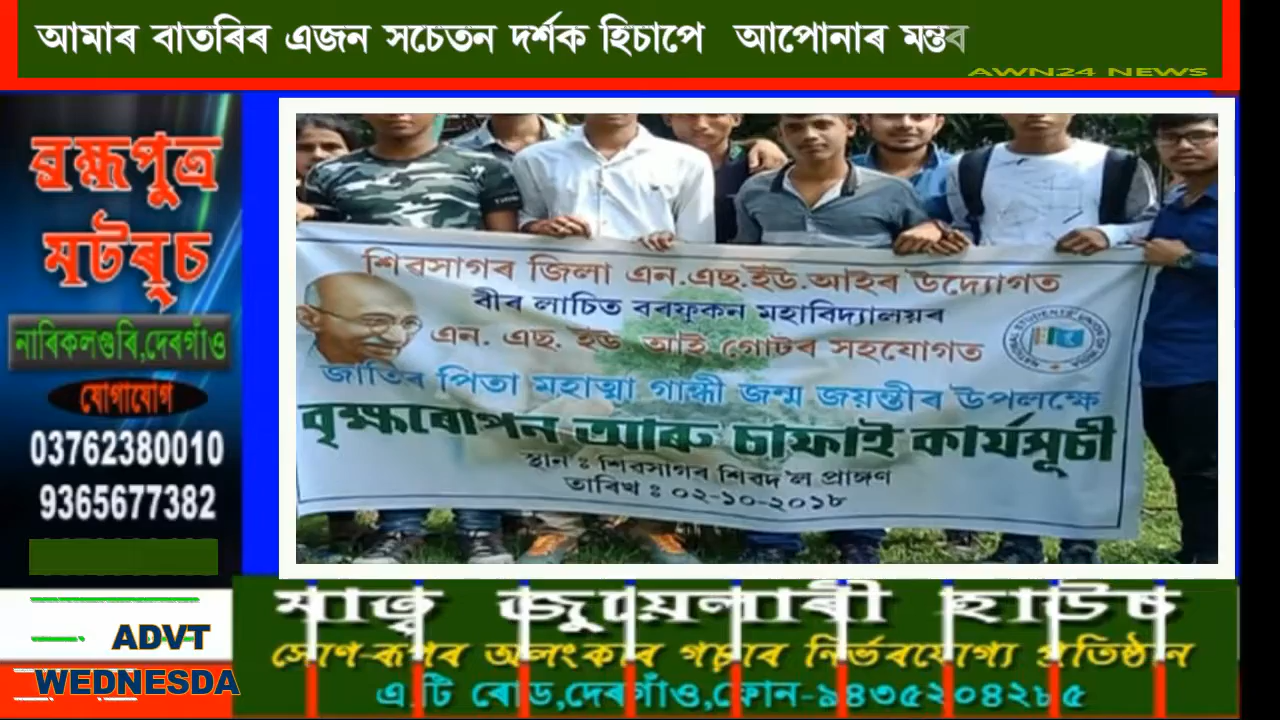 আমাৰ বাতৰিৰ এজন সচেতন দৰ্শক হিচাপে আপোনাৰ মন্তব
AWN24 NEWS
ব্ৰহ্মপুত্ৰ
মটৰ্ছ
নাৰিকলগুৰি,দেৰগাঁও
যোগাযোগ
03762380010
9365677382
শিৱসাগৰ জিলা এন.এছ.ইউ.আইৰ উদ্যোগত
বীৰ লাচিত বৰফুকন মহাবিদ্যালয়ৰ
এন. এছ. ইউ আই গোটৰ সহযোগত
জাতিৰ পিতা মহাত্মা গান্ধী জন্ম জয়ন্তীৰ উপলক্ষে
বৃক্ষৰোপন আৰু চাফাই কাৰ্যসূচী
স্থান : শিৱসাগৰ শিৱদ'ল প্ৰাঙ্গণ
তাৰিখ : ০২-১০-২০১৮
ADVT
WEDNESDA
জুয়েলাৰী হাউচ
সোণ-ৰূপৰ অলংকাৰ গঢ়াৰ নিৰ্ভৰযোগ্য প্ৰতিষ্ঠান
এ টি ৰোড,দেৰগাঁও,ফোন-৯৪৩৫২০৪২৮৫